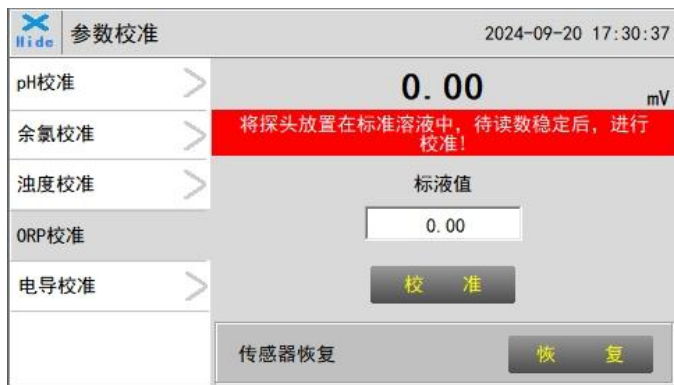 Hide 参数校准 2024-09-20 17:30:37
pH校准
余氯校准
浊度校准
ORP校准
电导校准
0.00 mV
将探头放置在标准溶液中，待读数稳定后，进行
校准!
标液值
0.00
校 准
传感器恢复 恢 复